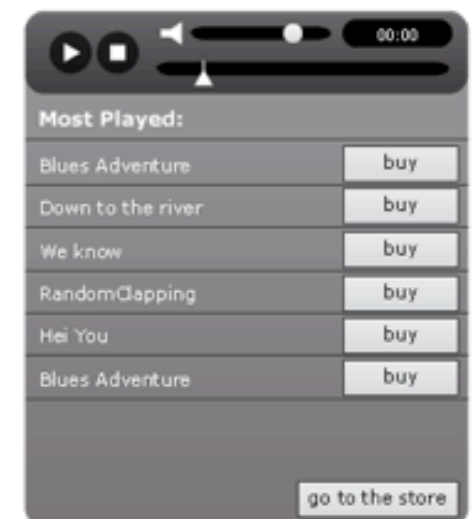 00:00
Most Played:
Blues Adventure buy
Down to the river buy
We know buy
RandomClapping buy
Hei You buy
Blues Adventure buy
go to the store